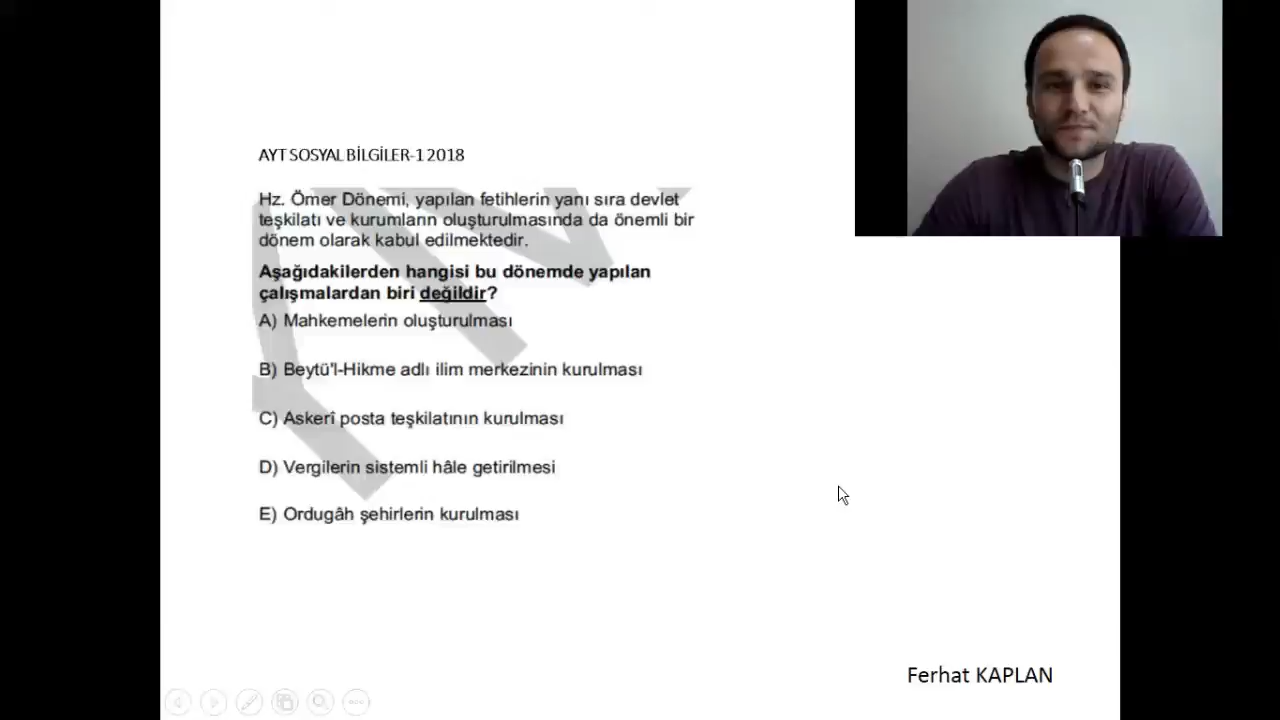 AYT SOSYAL BİLGİLER-1 2018
Hz. Ömer Dönemi, yapılan fetihlerin yanı sıra devlet
teşkilatı ve kurumların oluşturulmasında da önemli bir
dönem olarak kabul edilmektedir.
Aşağıdakilerden hangisi bu dönemde yapılan
çalışmalardan biri değildir?
A) Mahkemelerin oluşturulması
B) Beytü'l-Hikme adlı ilim merkezinin kurulması
C) Askerî posta teşkilatının kurulması
D) Vergilerin sistemli hâle getirilmesi
E) Ordugâh şehirlerin kurulması
Ferhat KAPLAN